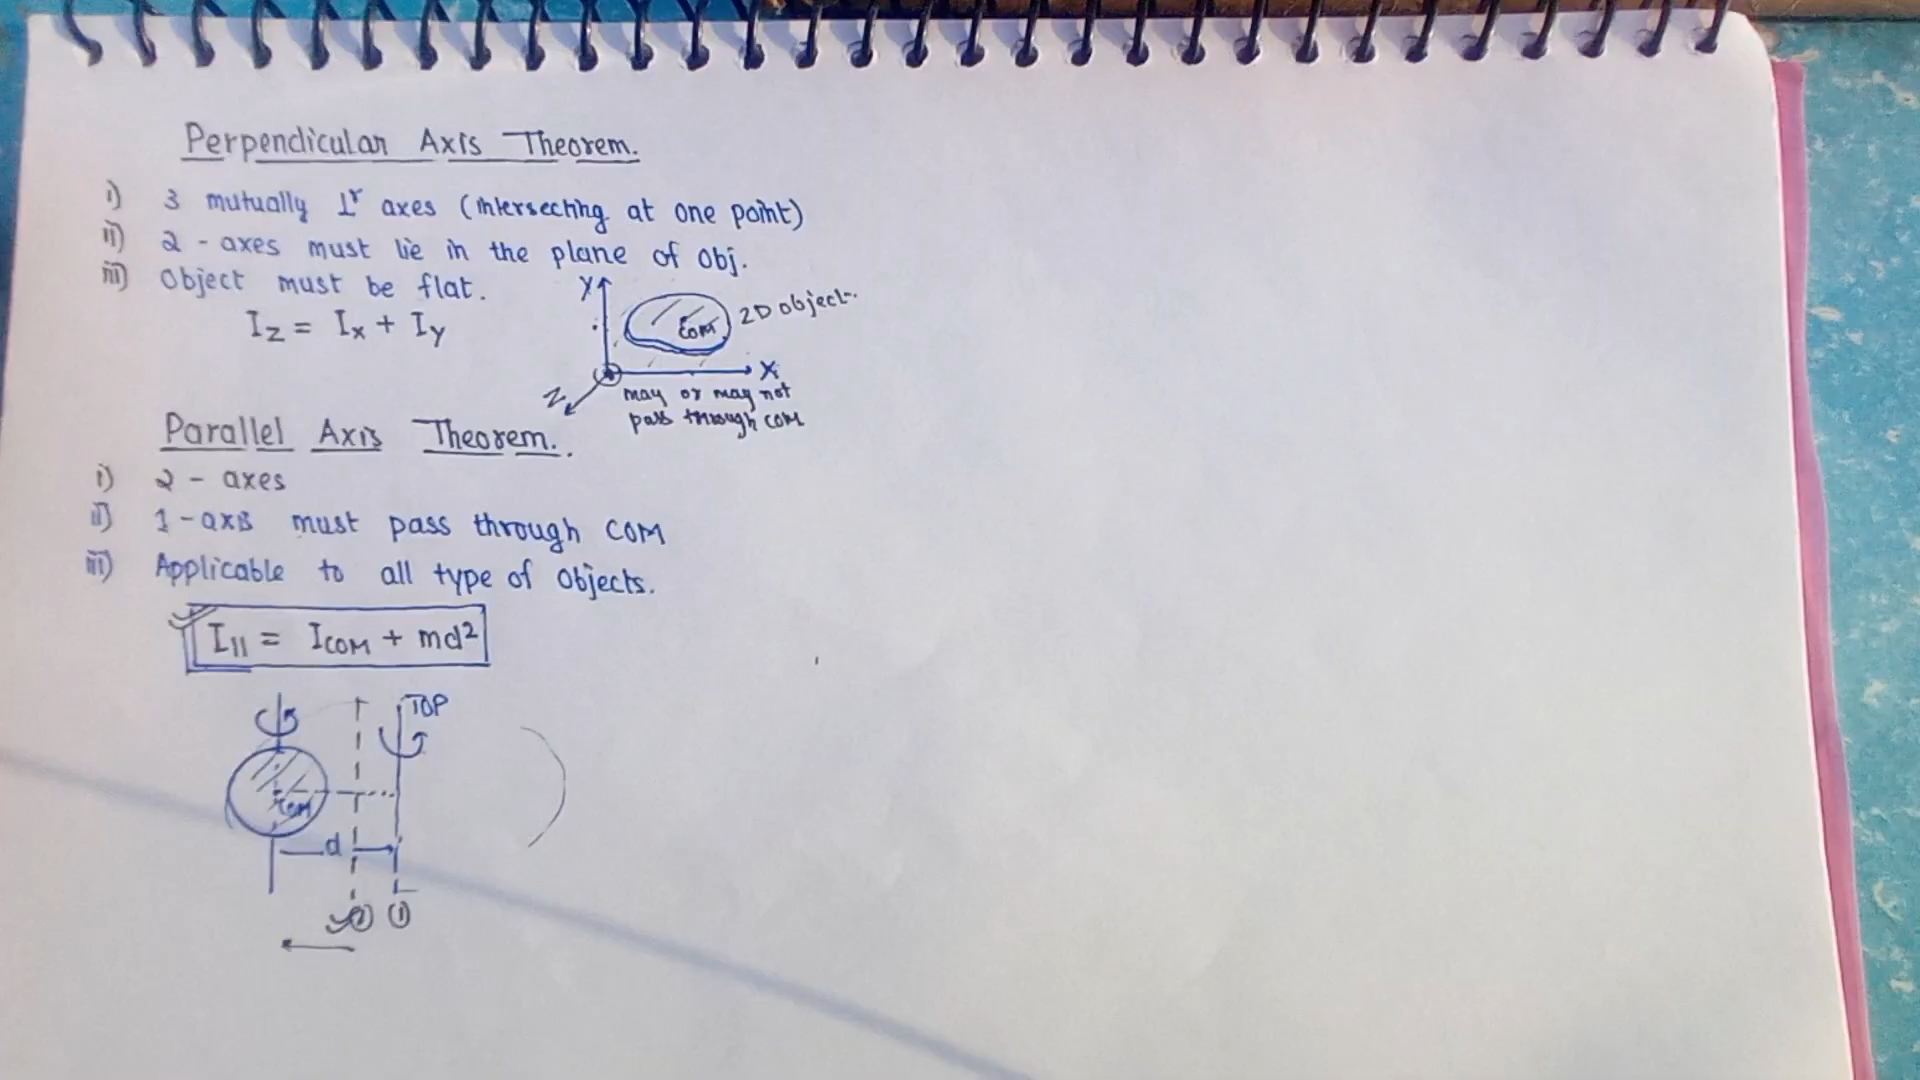 Perpendicular Axis Theorem.
i) 3 mutually ⊥r axes (intersecting at one point)
ii) 2 - axes must lie in the plane of obj.
iii) Object must be flat.
Iz = Ix + Iy
Y
COM
2D object.
X
Z
may or may not
pass through COM
Parallel Axis Theorem.
i) 2 - axes
ii) 1 - axis must pass through COM
iii) Applicable to all type of objects.
I|| = ICOM + md²
TOP
COM
d
② ①